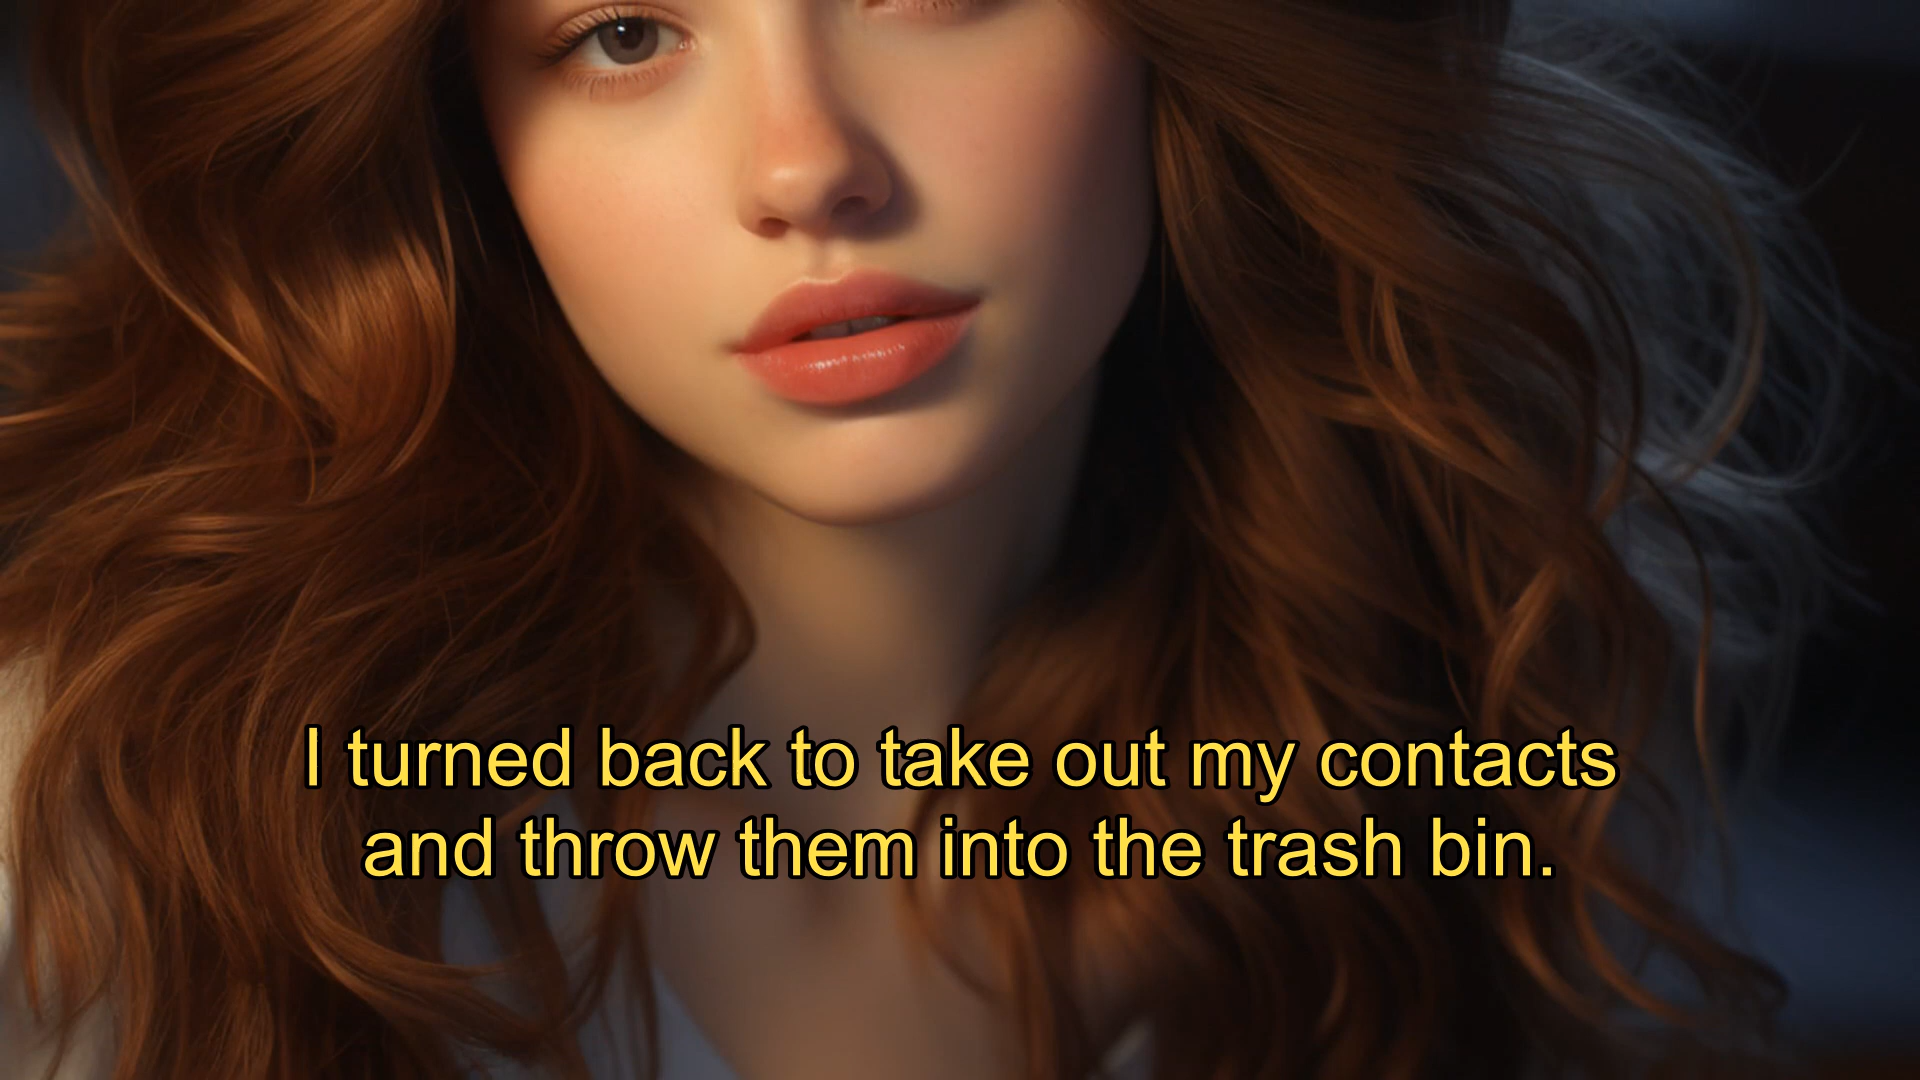 I turned back to take out my contacts
and throw them into the trash bin.